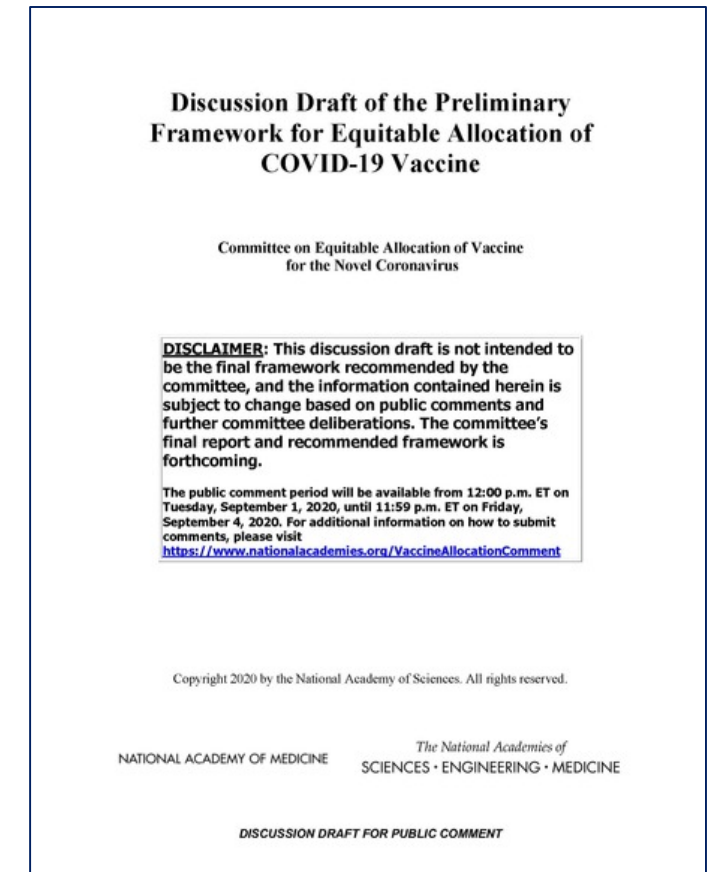 Discussion Draft of the Preliminary
Framework for Equitable Allocation of
COVID-19 Vaccine
Committee on Equitable Allocation of Vaccine
for the Novel Coronavirus
DISCLAIMER: This discussion draft is not intended to
be the final framework recommended by the
committee, and the information contained herein is
subject to change based on public comments and
further committee deliberations. The committee's
final report and recommended framework is
forthcoming.
The public comment period will be available from 12:00 p.m. ET on
Tuesday, September 1, 2020, until 11:59 p.m. ET on Friday,
September 4, 2020. For additional information on how to submit
comments, please visit
https://www.nationalacademies.org/VaccineAllocationComment
Copyright 2020 by the National Academy of Sciences. All rights reserved.
NATIONAL ACADEMY OF MEDICINE
The National Academies of
SCIENCES • ENGINEERING • MEDICINE
DISCUSSION DRAFT FOR PUBLIC COMMENT